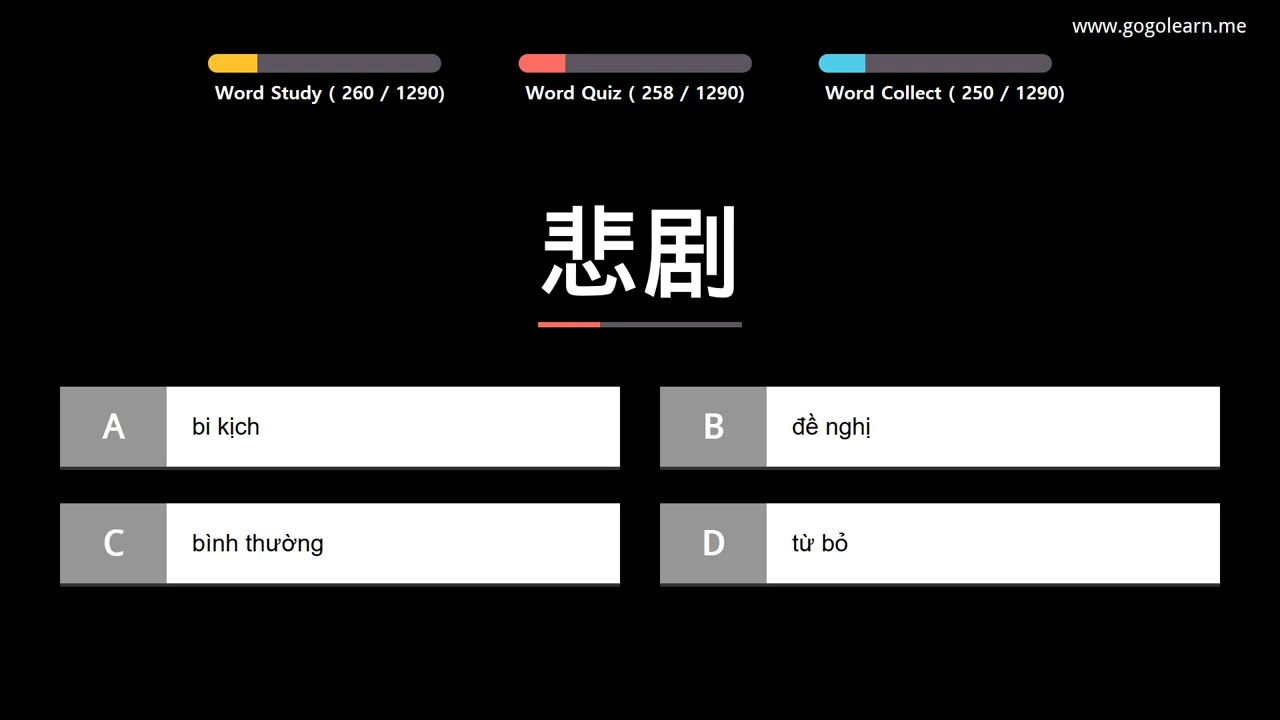 www.gogolearn.me
Word Study ( 260 / 1290)
Word Quiz ( 258 / 1290)
Word Collect ( 250 / 1290)
悲剧
A bi kịch
B đề nghị
C bình thường
D từ bỏ